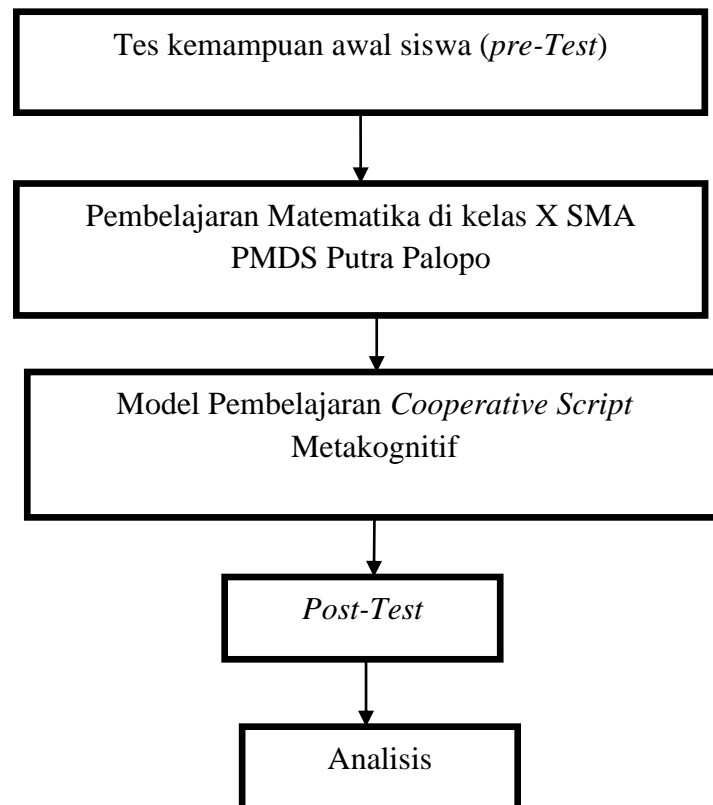 Tes kemampuan awal siswa (pre-Test)
Pembelajaran Matematika di kelas X SMA
PMDS Putra Palopo
Model Pembelajaran Cooperative Script
Metakognitif
Post-Test
Analisis